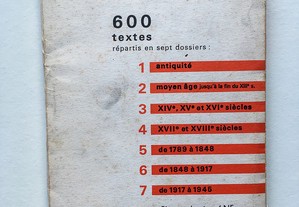 600
textes
répartis en sept dossiers :
1 antiquité
2 moyen âge jusqu'à la fin du XIIIe s.
3 XIVe, XVe et XVIe siècles
4 XVIIe et XVIIIe siècles
5 de 1789 à 1848
6 de 1848 à 1917
7 de 1917 à 1945